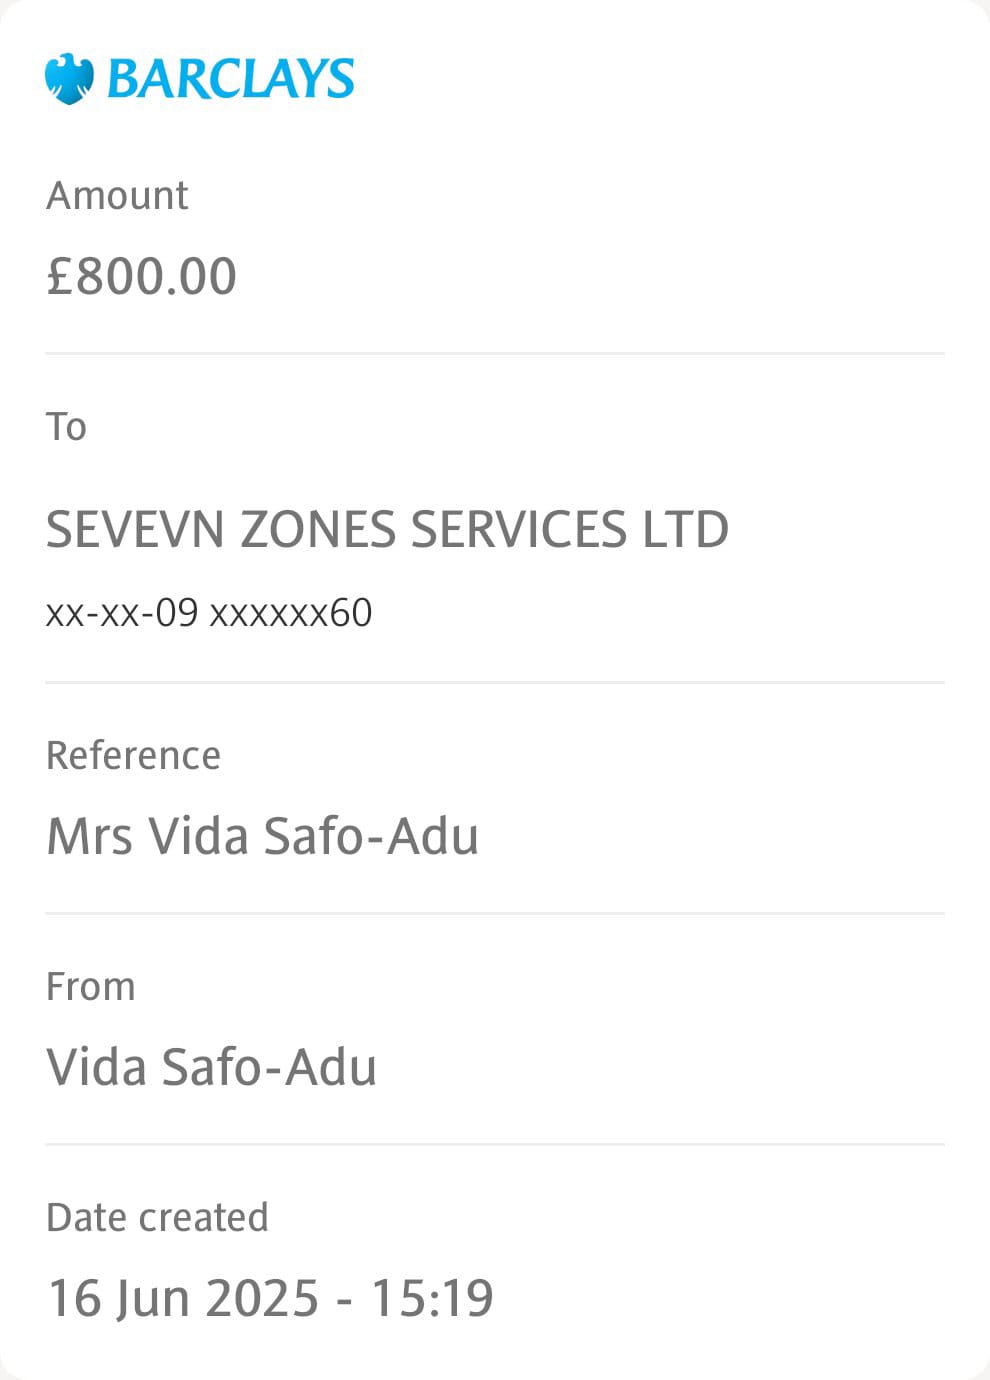 BARCLAYS
Amount
£800.00
To
SEVEVN ZONES SERVICES LTD
xx-xx-09 xxxxxx60
Reference
Mrs Vida Safo-Adu
From
Vida Safo-Adu
Date created
16 Jun 2025 - 15:19